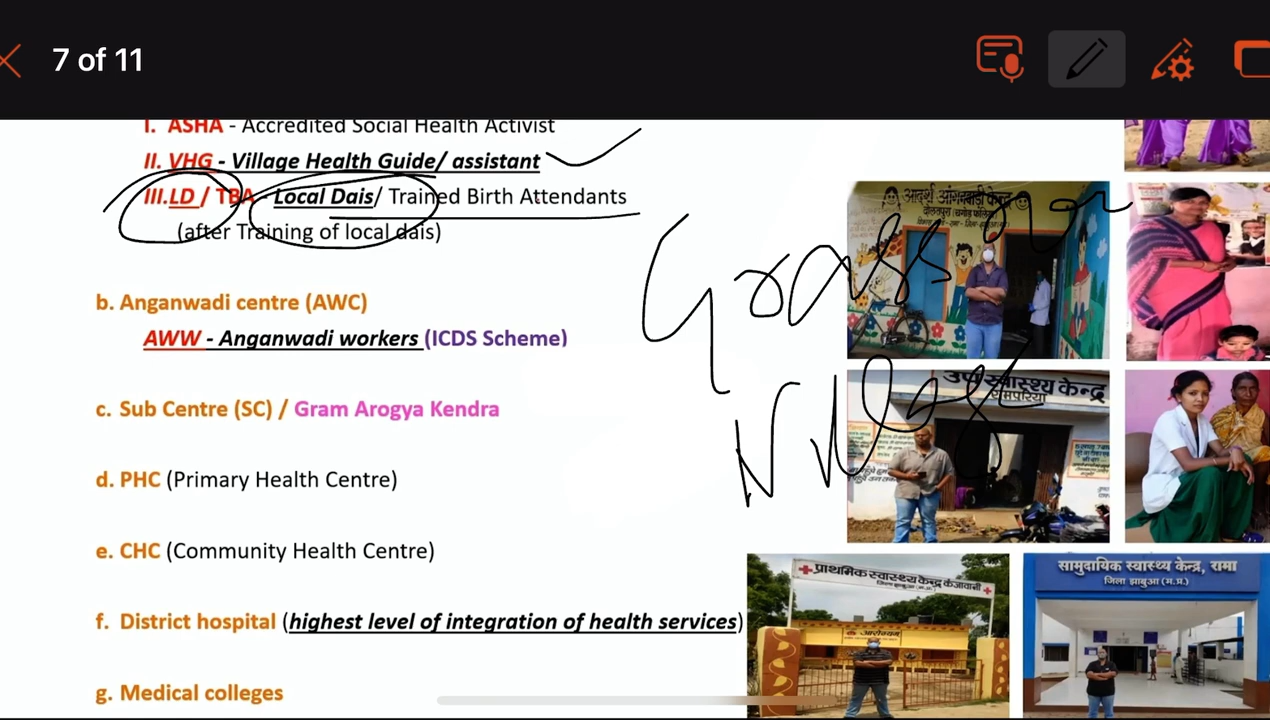 7 of 11
I. ASHA - Accredited Social Health Activist
II. VHG - Village Health Guide/ assistant
III.LD / TBA - Local Dais/ Trained Birth Attendants
(after Training of local dais)
b. Anganwadi centre (AWC)
AWW - Anganwadi workers (ICDS Scheme)
c. Sub Centre (SC) / Gram Arogya Kendra
d. PHC (Primary Health Centre)
e. CHC (Community Health Centre)
f. District hospital (highest level of integration of health services)
g. Medical colleges
Grass
आदर्श आंगनवाड़ी केन्द्र
उप स्वास्थ्य केन्द्र
प्राथमिक स्वास्थ्य केन्द्र
आरोग्यम्
सामुदायिक स्वास्थ्य केन्द्र, रामा
जिला झाबुआ (म.प्र.)